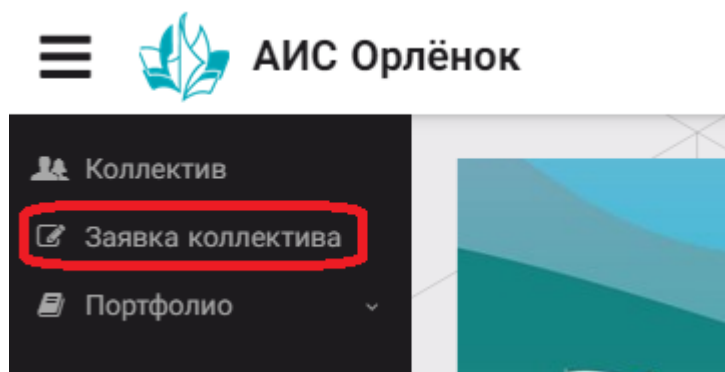 АИС Орлёнок
Коллектив
Заявка коллектива
Портфолио